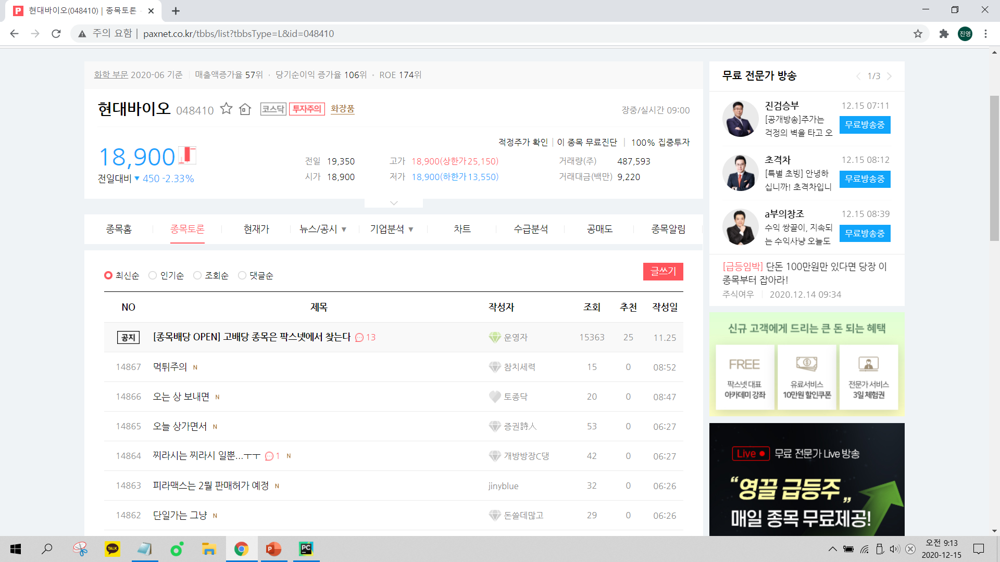 현대바이오(048410) | 종목토론 -
주의 요함 | paxnet.co.kr/tbbs/list?tbbsType=L&id=048410
진영
화학 부문 2020-06 기준 매출액증가율 57위 · 당기순이익 증가율 106위 · ROE 174위
현대바이오 048410 코스닥 투자주의 화장품
장중/실시간 09:00
적정주가 확인 | 이 종목 무료진단 | 100% 집중투자
18,900
전일대비 ▼ 450 -2.33%
전일 19,350 고가 18,900(상한가 25,150) 거래량(주) 487,593
시가 18,900 저가 18,900(하한가 13,550) 거래대금(백만) 9,220
종목홈 종목토론 현재가 뉴스/공시 ▼ 기업분석 ▼ 차트 수급분석 공매도 종목알림
최신순 인기순 조회순 댓글순
글쓰기
NO 제목 작성자 조회 추천 작성일
공지 [종목배당 OPEN] 고배당 종목은 팍스넷에서 찾는다 13 운영자 15363 25 11.25
14867 먹튀주의 N 참치세력 15 0 08:52
14866 오는 상 보내면 N 토종닥 20 0 08:47
14865 오늘 상가면서 N 증권詩人 53 0 06:27
14864 찌라시는 찌라시 일뿐...ㅜㅜ 1 N 개방방장C댕 42 0 06:27
14863 피라맥스는 2월 판매허가 예정 N jinyblue 32 0 06:26
14862 단일가는 그냥 N 돈쓸데많고 29 0 06:26
무료 전문가 방송
1/3
진검승부 12.15 07:11
[공개방송]주가는
걱정의 벽을 타고 오
무료방송중
초격차 12.15 08:12
[특별 초빙] 안녕하
십니까! 초격차입니
무료방송중
a부의창조 12.15 08:39
수익 쌍끌이, 지속되
는 수익사냥 오늘도
무료방송중
[급등임박] 단돈 100만원만 있다면 당장 이
종목부터 잡아라!
주식여우 2020.12.14 09:34
신규 고객에게 드리는 큰 돈 되는 혜택
FREE
팍스넷 대표
아카데미 강좌
유료서비스
10만원 할인쿠폰
전문가 서비스
3일 체험권
Live ● 무료 전문가 Live 방송
“영끌 급등주„
매일 종목 무료제공!
TALK
P
PC
오전 9:13
2020-12-15